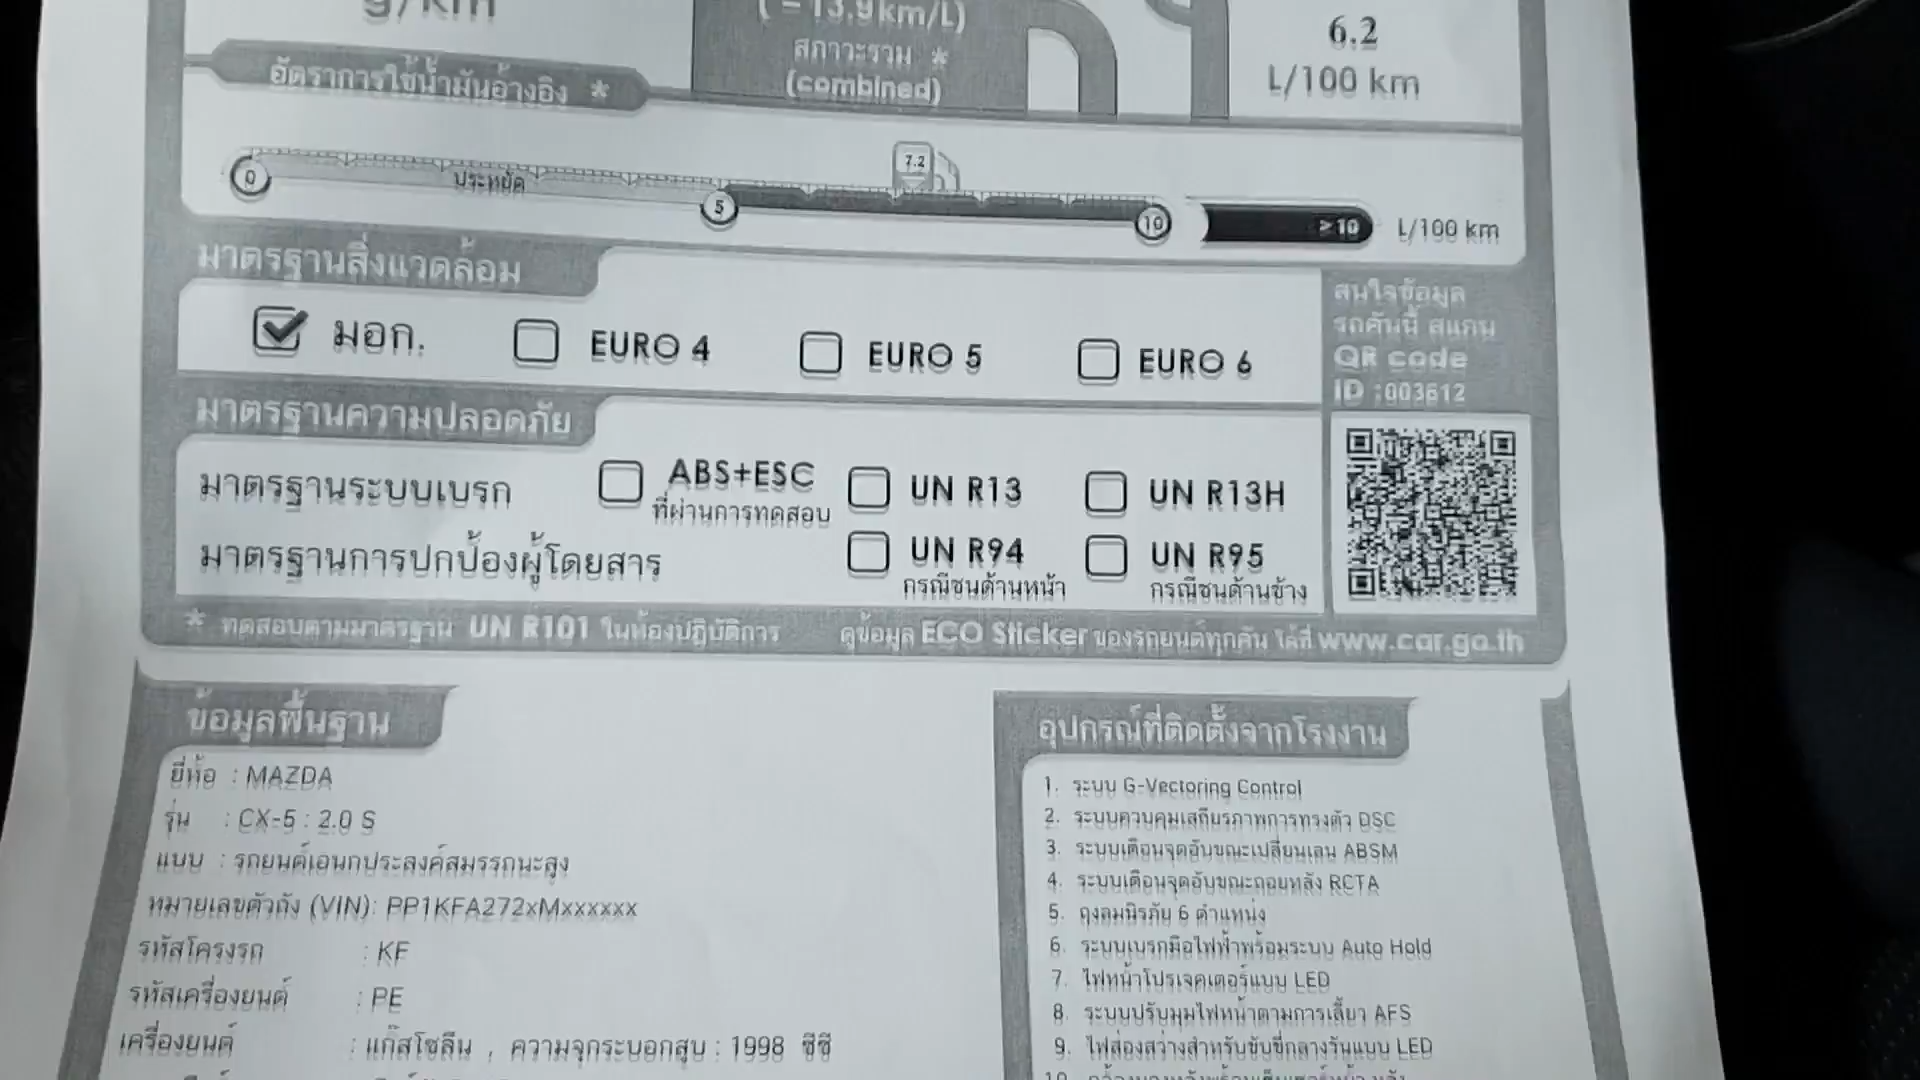 g/km
( = 13.9 km/L)
สภาวะรวม *
(combined)
6.2
L/100 km
อัตราการใช้น้ำมันอ้างอิง *
7.2
0
ประหยัด
5
10
>10
L/100 km
มาตรฐานสิ่งแวดล้อม
มอก.
EURO 4
EURO 5
EURO 6
สนใจข้อมูล
รถคันนี้ สแกน
QR code
ID :003612
มาตรฐานความปลอดภัย
มาตรฐานระบบเบรก
ABS+ESC
ที่ผ่านการทดสอบ
UN R13
UN R13H
มาตรฐานการปกป้องผู้โดยสาร
UN R94
กรณีชนด้านหน้า
UN R95
กรณีชนด้านข้าง
* ทดสอบตามมาตรฐาน UN R101 ในห้องปฏิบัติการ
ดูข้อมูล ECO Sticker ของรถยนต์ทุกคัน ได้ที่ www.car.go.th
ข้อมูลพื้นฐาน
ยี่ห้อ : MAZDA
รุ่น : CX-5 : 2.0 S
แบบ : รถยนต์เอนกประสงค์สมรรถนะสูง
หมายเลขตัวถัง (VIN): PP1KFA272xMxxxxxx
รหัสโครงรถ : KF
รหัสเครื่องยนต์ : PE
เครื่องยนต์ : แก๊สโซลีน , ความจุกระบอกสูบ : 1998 ซีซี
อุปกรณ์ที่ติดตั้งจากโรงงาน
1. ระบบ G-Vectoring Control
2. ระบบควบคุมเสถียรภาพการทรงตัว DSC
3. ระบบเตือนจุดอับขณะเปลี่ยนเลน ABSM
4. ระบบเตือนจุดอับขณะถอยหลัง RCTA
5. ถุงลมนิรภัย 6 ตำแหน่ง
6. ระบบเบรกมือไฟฟ้าพร้อมระบบ Auto Hold
7. ไฟหน้าโปรเจคเตอร์แบบ LED
8. ระบบปรับมุมไฟหน้าตามการเลี้ยว AFS
9. ไฟส่องสว่างสำหรับขับขี่กลางวันแบบ LED